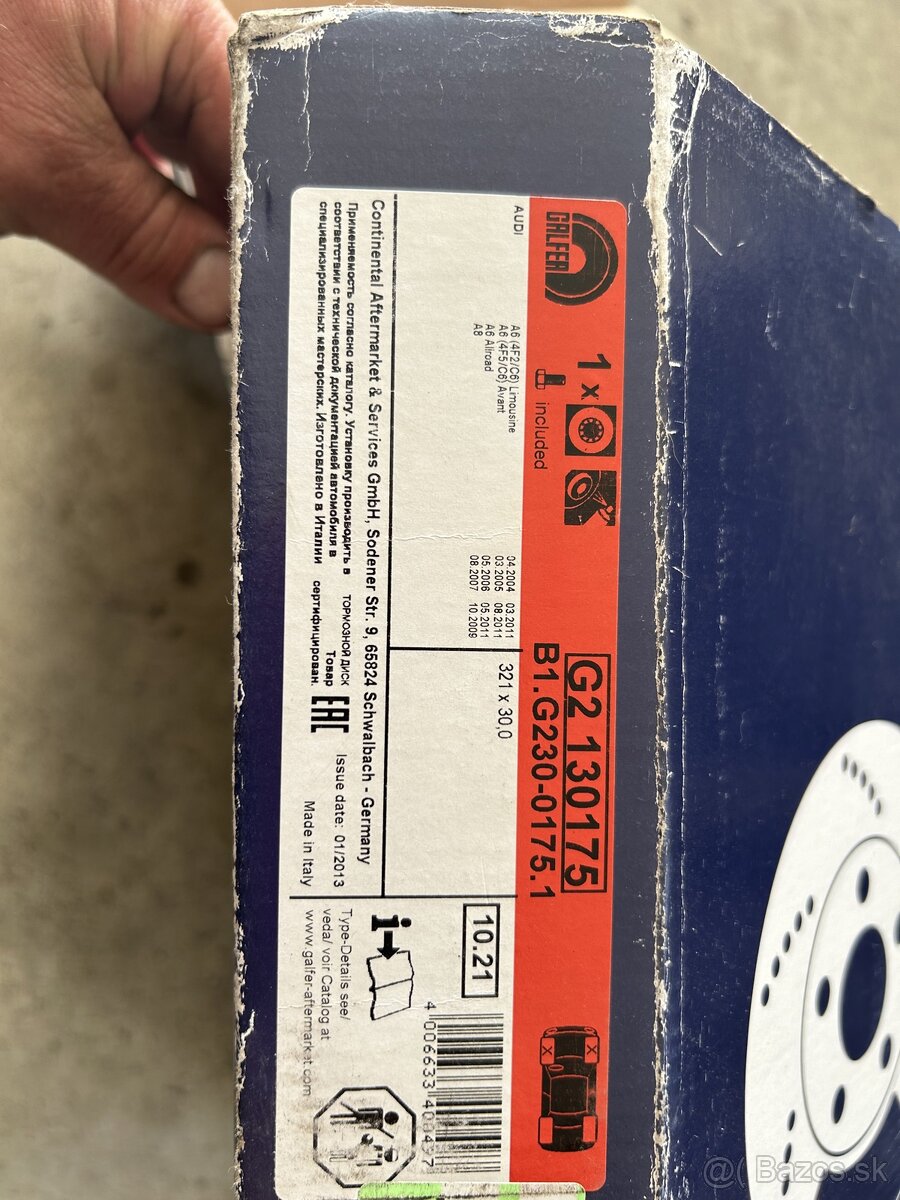 GALFER
1 x
included
G2 130175
B1.G230-0175.1
AUDI
A6 (4F2/C6) Limousine 04.2004 03.2011
A6 (4F5/C6) Avant 03.2005 08.2011
A6 Allroad 05.2006 05.2011
A8 08.2007 10.2009
321 x 30,0
10.21
Continental Aftermarket & Services GmbH, Sodener Str. 9, 65824 Schwalbach - Germany
Применяемость согласно каталогу. Установку производить в
соответствии с технической документацией автомобиля в
специализированных мастерских. Изготовлено в Италии
ТОРМОЗНОЙ ДИСК
Товар
сертифицирован.
EAC
Issue date: 01/2013
Made in Italy
i
Type-Details see/
veda/ voir Catalog at
www.galfer-aftermarket.com
4 006633 408497
X
X
@( Bazos.sk